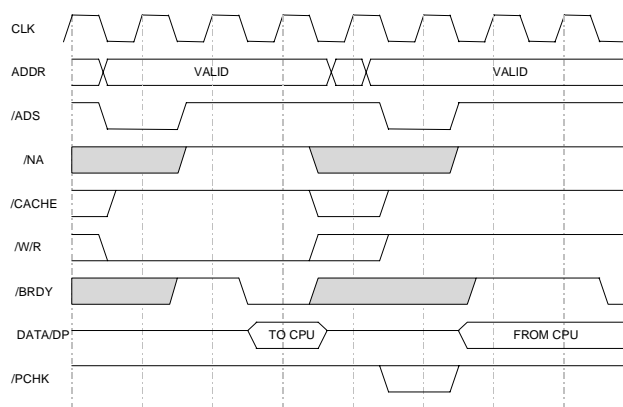 CLK
ADDR VALID VALID
/ADS
/NA
/CACHE
/W/R
/BRDY
DATA/DP TO CPU FROM CPU
/PCHK